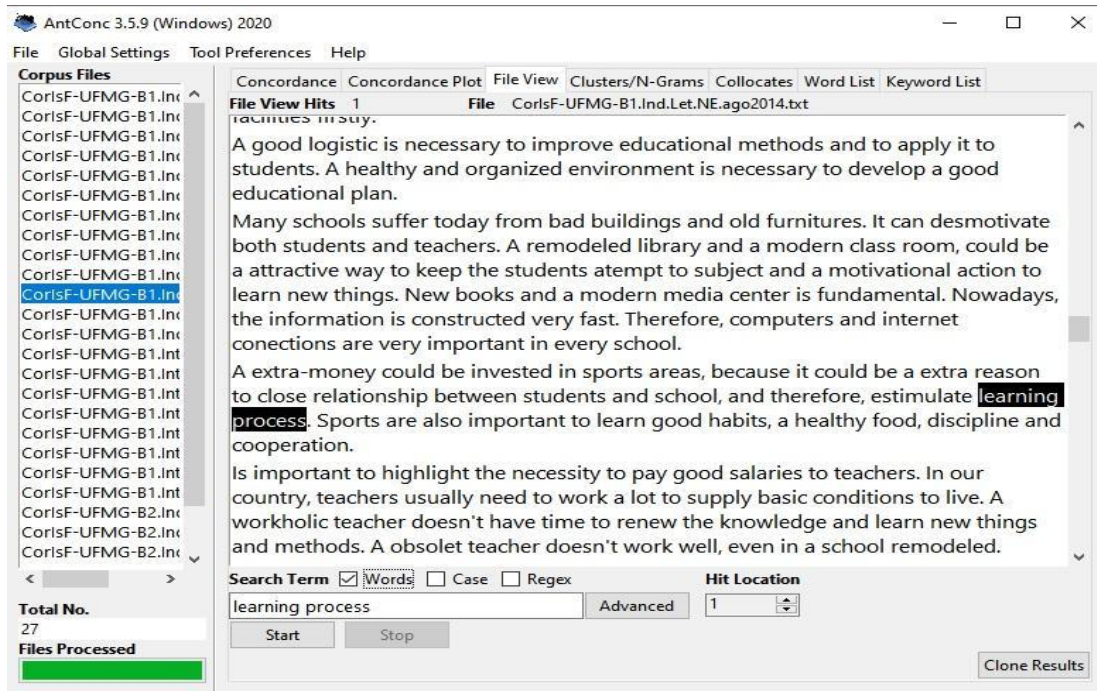 AntConc 3.5.9 (Windows) 2020
File Global Settings Tool Preferences Help
Corpus Files
CorIsF-UFMG-B1.Inc
CorIsF-UFMG-B1.Inc
CorIsF-UFMG-B1.Inc
CorIsF-UFMG-B1.Inc
CorIsF-UFMG-B1.Inc
CorIsF-UFMG-B1.Inc
CorIsF-UFMG-B1.Inc
CorIsF-UFMG-B1.Inc
CorIsF-UFMG-B1.Inc
CorIsF-UFMG-B1.Inc
CorIsF-UFMG-B1.Inc
CorIsF-UFMG-B1.Inc
CorIsF-UFMG-B1.Inc
CorIsF-UFMG-B1.Int
CorIsF-UFMG-B1.Int
CorIsF-UFMG-B1.Int
CorIsF-UFMG-B1.Int
CorIsF-UFMG-B1.Int
CorIsF-UFMG-B1.Int
CorIsF-UFMG-B1.Int
CorIsF-UFMG-B1.Int
CorIsF-UFMG-B2.Inc
CorIsF-UFMG-B2.Inc
CorIsF-UFMG-B2.Inc
Total No.
27
Files Processed
Concordance Concordance Plot File View Clusters/N-Grams Collocates Word List Keyword List
File View Hits 1 File CorIsF-UFMG-B1.Ind.Let.NE.ago2014.txt
facilities firstly.
A good logistic is necessary to improve educational methods and to apply it to
students. A healthy and organized environment is necessary to develop a good
educational plan.
Many schools suffer today from bad buildings and old furnitures. It can desmotivate
both students and teachers. A remodeled library and a modern class room, could be
a attractive way to keep the students atempt to subject and a motivational action to
learn new things. New books and a modern media center is fundamental. Nowadays,
the information is constructed very fast. Therefore, computers and internet
conections are very important in every school.
A extra-money could be invested in sports areas, because it could be a extra reason
to close relationship between students and school, and therefore, estimulate learning
process. Sports are also important to learn good habits, a healthy food, discipline and
cooperation.
Is important to highlight the necessity to pay good salaries to teachers. In our
country, teachers usually need to work a lot to supply basic conditions to live. A
workholic teacher doesn't have time to renew the knowledge and learn new things
and methods. A obsolet teacher doesn't work well, even in a school remodeled.
Search Term Words Case Regex Hit Location
learning process Advanced 1
Start Stop
Clone Results